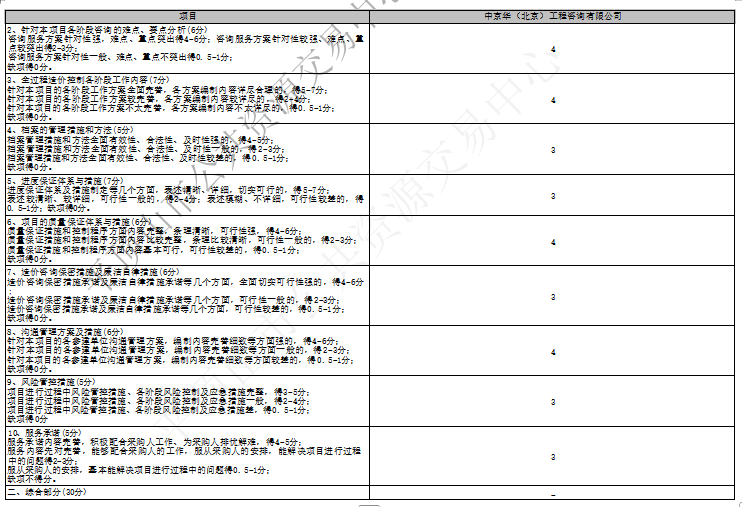 项目
中京华（北京）工程咨询有限公司
2、针对本项目各阶段咨询的难点、要点分析(6分)
咨询服务方案针对性强，难点、重点突出得4-6分；咨询服务方案针对性较强、难点、重
点较突出得2-3分；
咨询服务方案针对性一般、难点、重点不突出得0.5-1分；
缺项得0分。
4
3、全过程造价控制各阶段工作内容(7分)
针对本项目的各阶段工作方案全面完善，各方案编制内容详尽合理的，得5-7分；
针对本项目的各阶段工作方案较完善，各方案编制内容较详尽的，得2-4分；
针对本项目的各阶段工作方案不太完善，各方案编制内容不太详尽的，得0.5-1分；
缺项得0分。
4
4、档案的管理措施和方法(5分)
档案管理措施和方法全面有效性、合法性、及时性强的，得4-5分；
档案管理措施和方法全面有效性、合法性、及时性一般的，得2-3分；
档案管理措施和方法全面有效性、合法性、及时性较差的，得0.5-1分；
缺项得0分。
3
5、进度保证体系与措施(7分)
进度保证体系及措施制定等几个方面，表述清晰、详细，切实可行的，得5-7分；
表述较清晰、较详细，可行性一般的，得2-4分；表述模糊、不详细，可行性较差的，得
0.5-1分；缺项得0分。
3
6、项目的质量保证体系与措施(6分)
质量保证措施和控制程序方面内容完整，条理清晰，可行性强，得4-6分；
质量保证措施和控制程序方面内容比较完整，条理比较清晰，可行性一般的，得2-3分；
质量保证措施和控制程序方面内容基本可行，可行性较差的，得0.5-1分；
缺项得0分。
4
7、造价咨询保密措施及廉洁自律措施(6分)
造价咨询保密措施承诺及廉洁自律措施承诺等几个方面，全面切实可行性强的，得4-6分
；
造价咨询保密措施承诺及廉洁自律措施承诺等几个方面，可行性一般的，得2-3分；
造价咨询保密措施承诺及廉洁自律措施承诺等几个方面，可行性较差的，得0.5-1分；
缺项得0分。
3
8、沟通管理方案及措施(6分)
针对本项目的各参建单位沟通管理方案，编制内容完善细致等方面强的，得4-6分；
针对本项目的各参建单位沟通管理方案，编制内容完善细致等方面一般的，得2-3分；
针对本项目的各参建单位沟通管理方案，编制内容完善细致等方面较差的，得0.5-1分；
缺项得0分。
4
9、风险管控措施(5分)
项目进行过程中风险管控措施、各阶段风险控制及应急措施完整，得3-5分；
项目进行过程中风险管控措施、各阶段风险控制及应急措施一般，得2-4分；
项目进行过程中风险管控措施、各阶段风险控制及应急措施差，得0.5-1分；
缺项得0分
3
10、服务承诺(5分)
服务承诺内容完善，积极配合采购人工作、为采购人排忧解难，得4-5分；
服务内容先对完善，能够配合采购人的工作，服从采购人的安排，能解决项目进行过程
中的问题得2-3分；
服从采购人的安排，基本能解决项目进行过程中的问题得0.5-1分；
缺项不得分。
3
二、综合部分(30分)
–